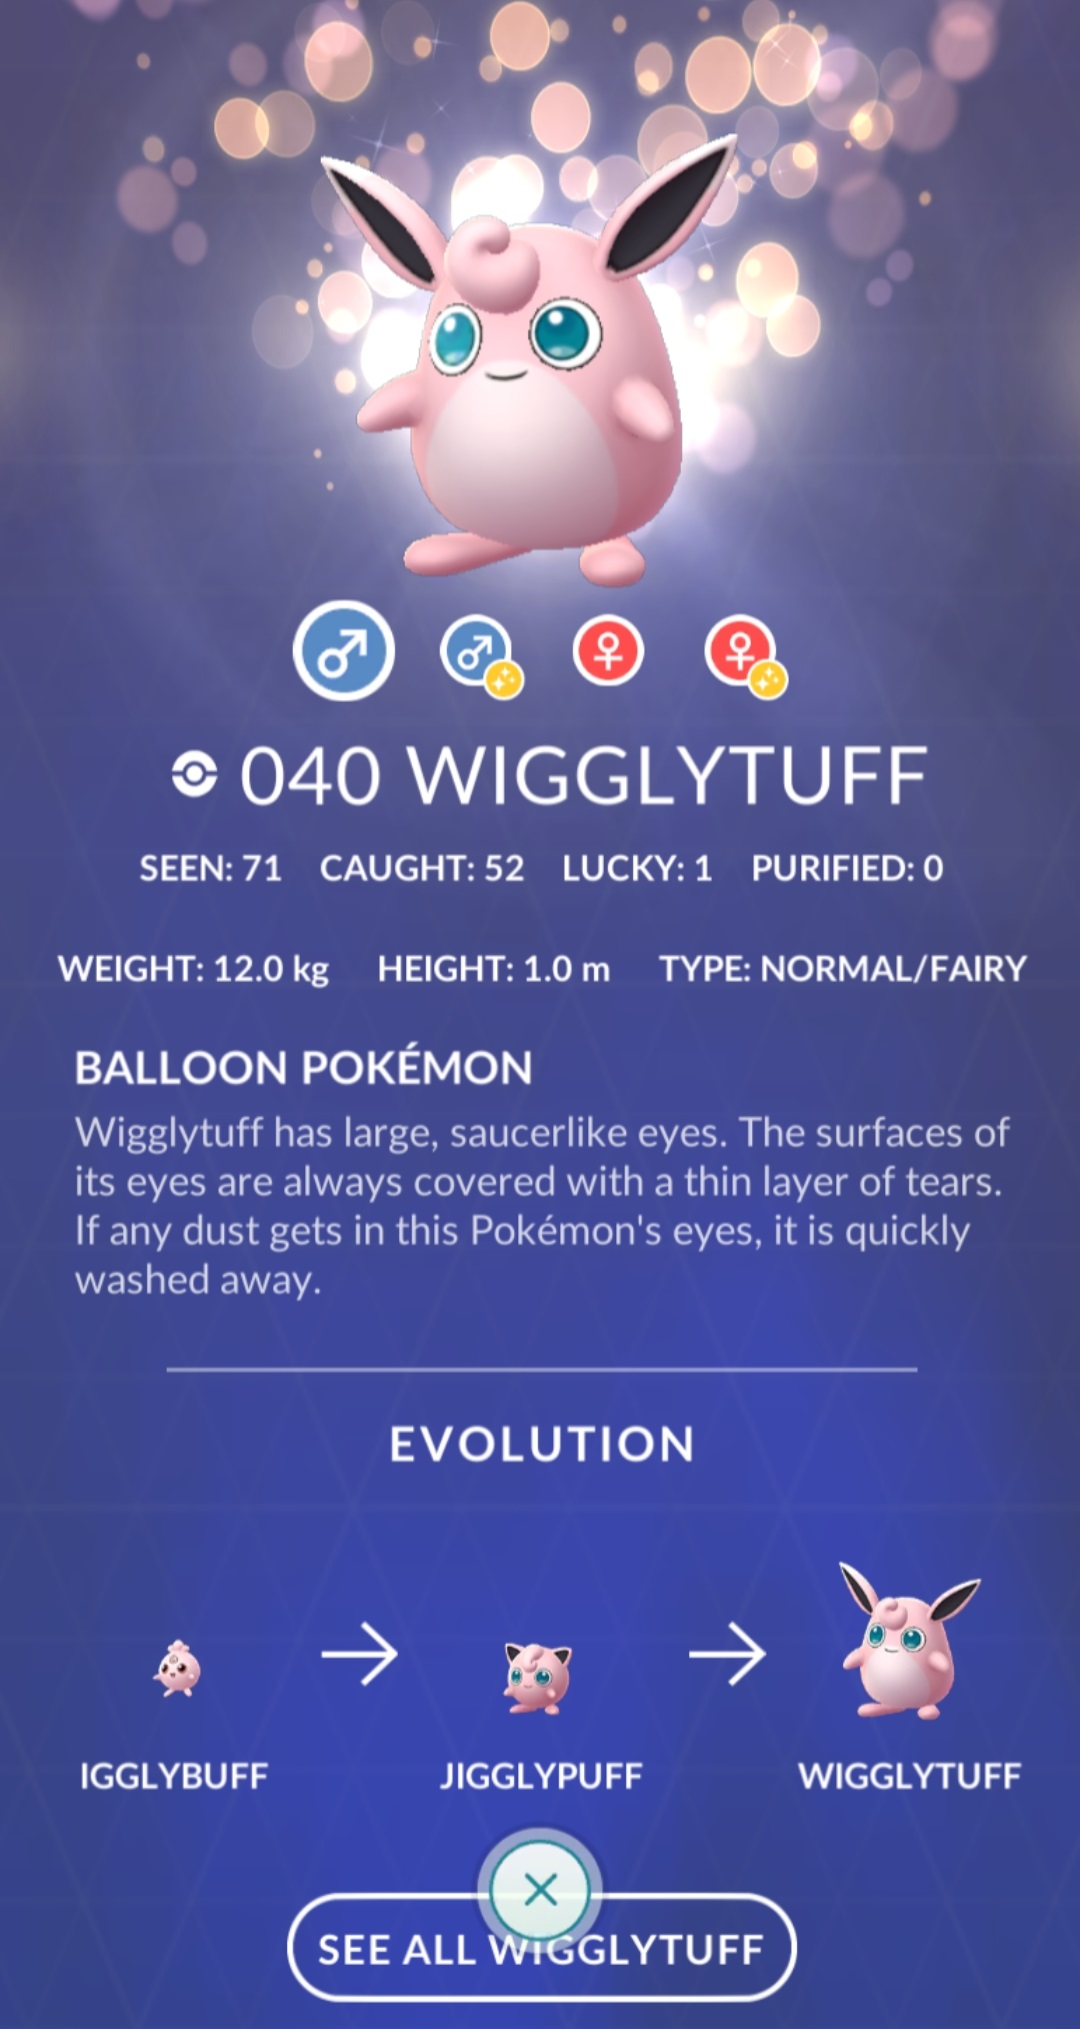 040 WIGGLYTUFF
SEEN: 71 CAUGHT: 52 LUCKY: 1 PURIFIED: 0
WEIGHT: 12.0 kg HEIGHT: 1.0 m TYPE: NORMAL/FAIRY
BALLOON POKÉMON
Wigglytuff has large, saucerlike eyes. The surfaces of
its eyes are always covered with a thin layer of tears.
If any dust gets in this Pokémon's eyes, it is quickly
washed away.
EVOLUTION
IGGLYBUFF JIGGLYPUFF WIGGLYTUFF
SEE ALL WIGGLYTUFF